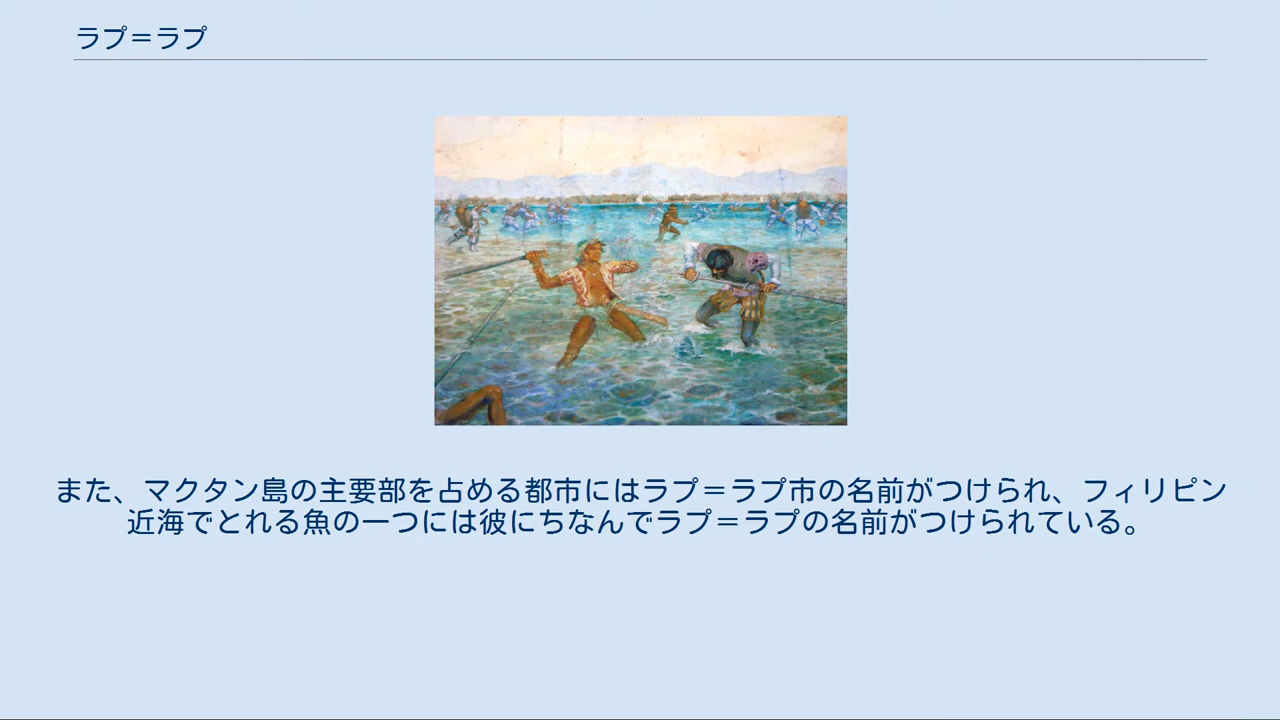 ラプ＝ラプ
また、マクタン島の主要部を占める都市にはラプ＝ラプ市の名前がつけられ、フィリピン
近海でとれる魚の一つには彼にちなんでラプ＝ラプの名前がつけられている。